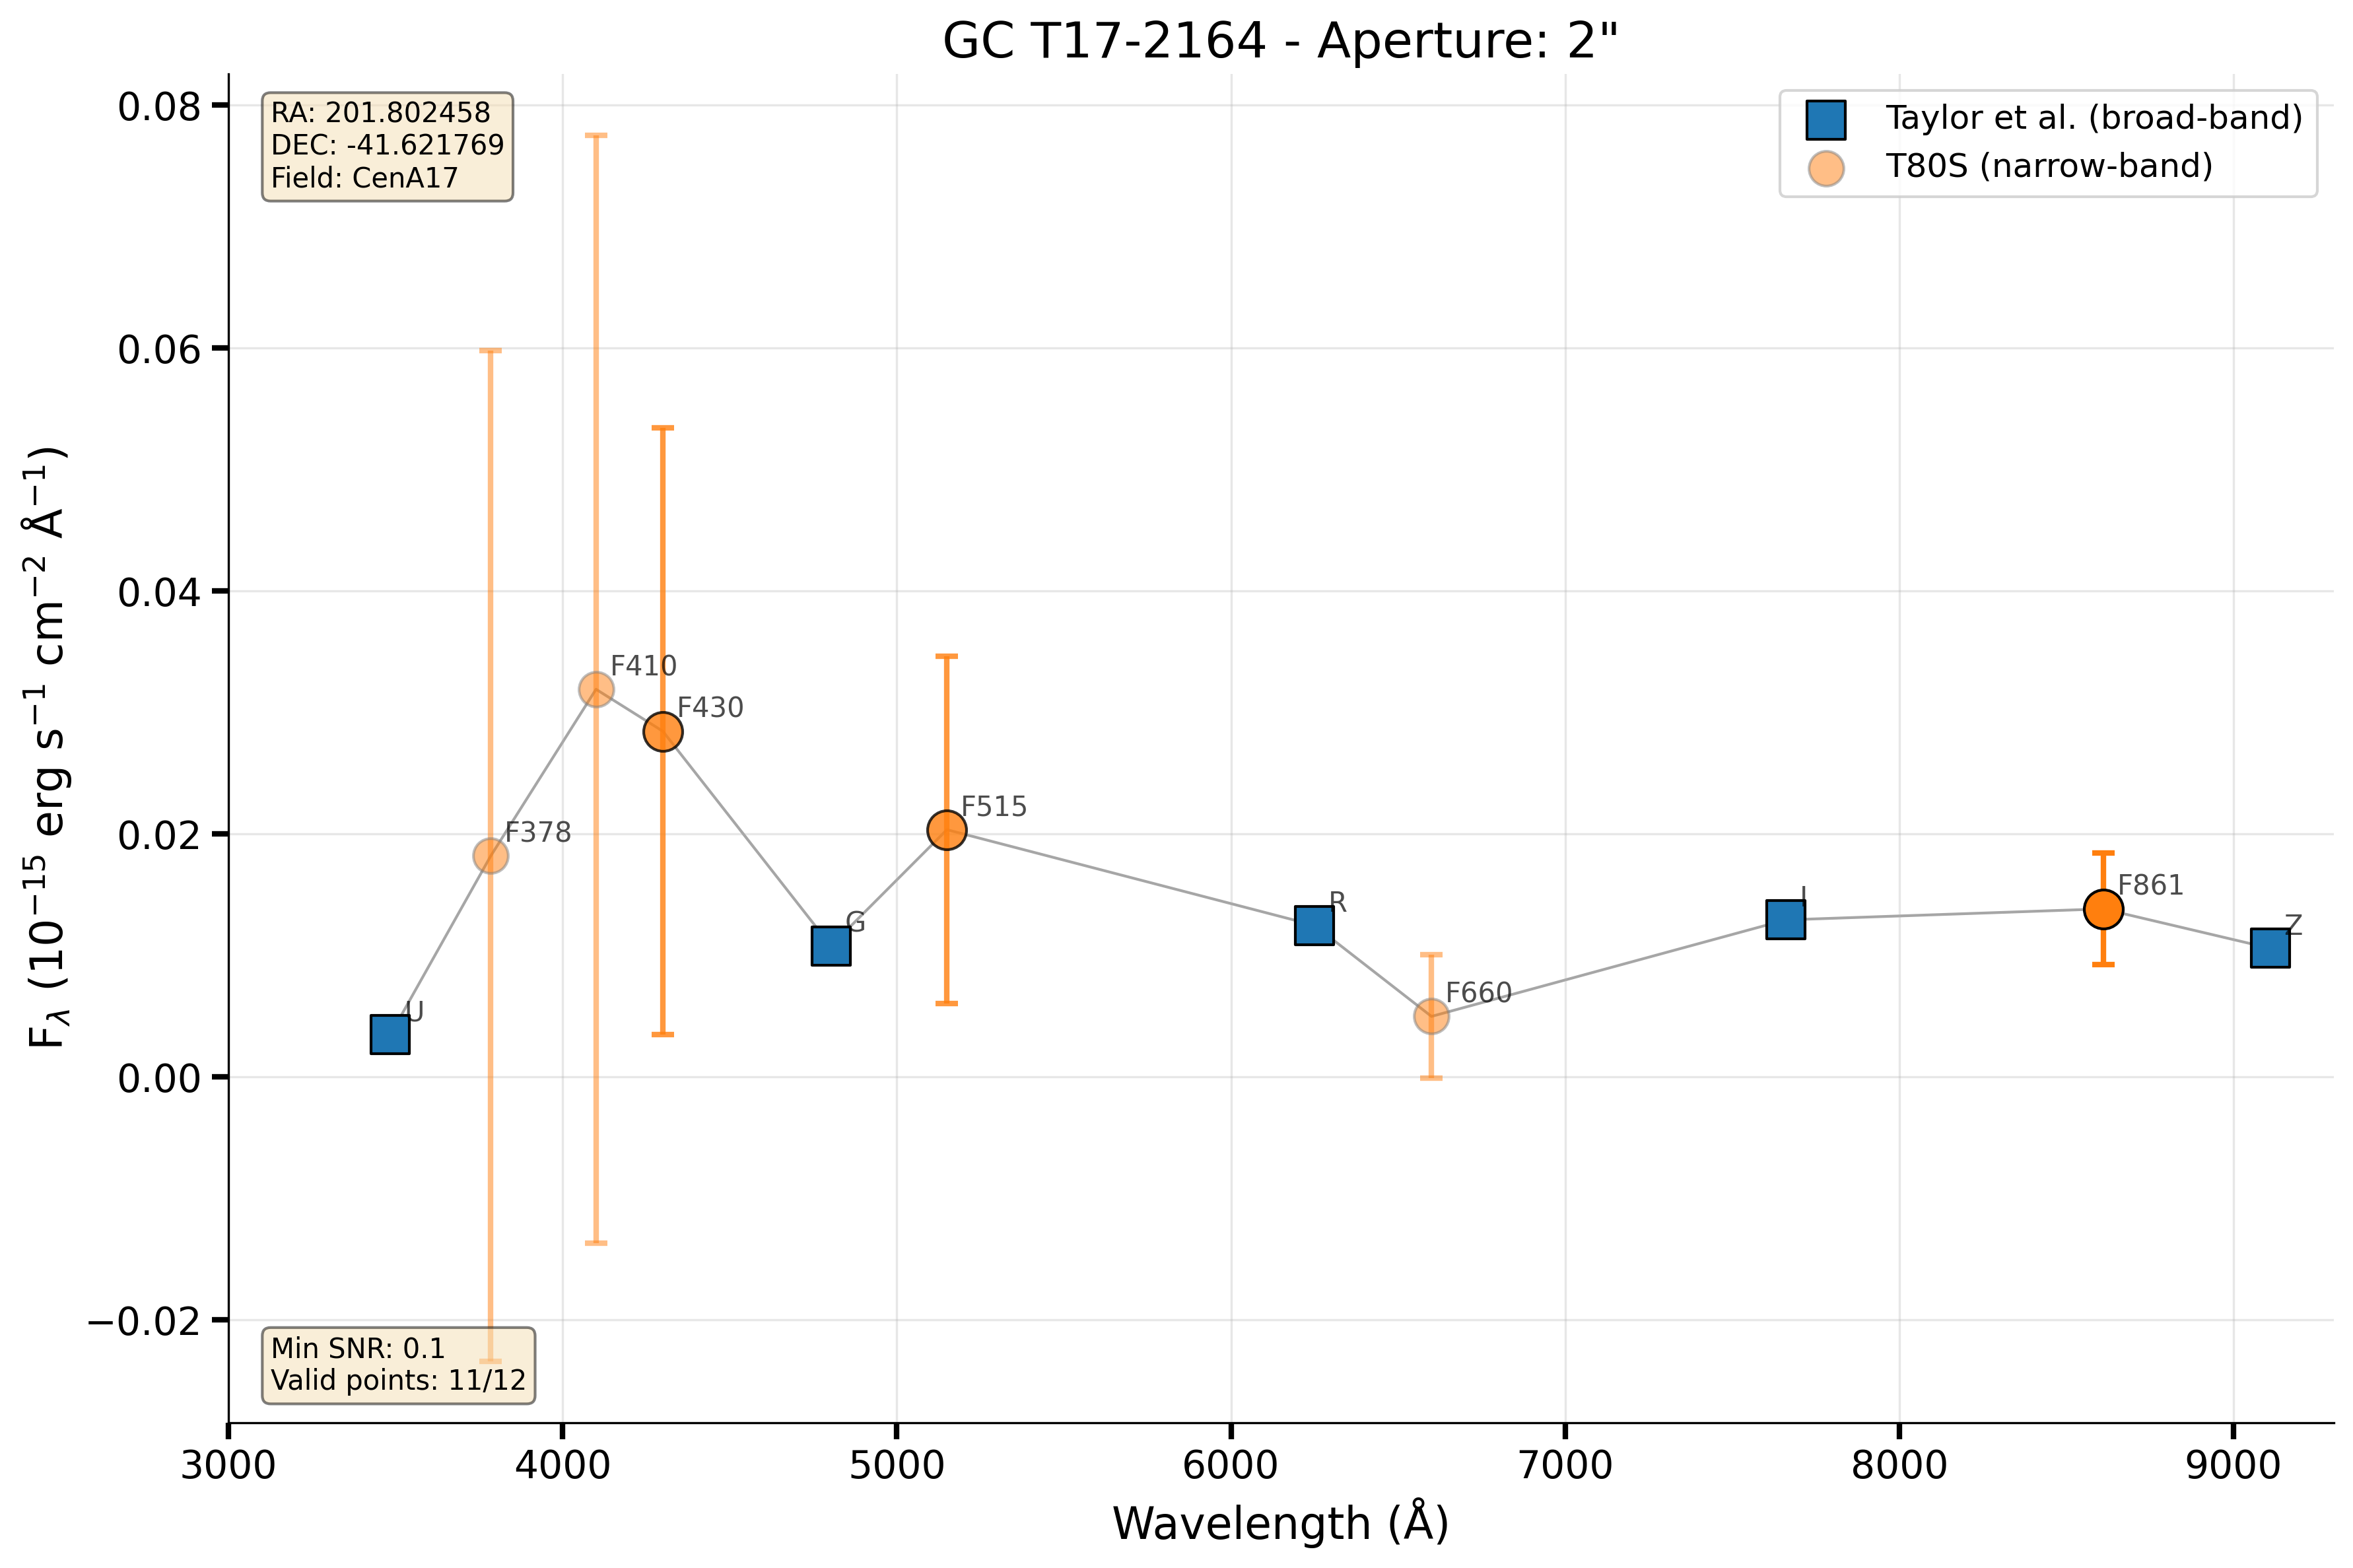 GC T17-2164 - Aperture: 2"
RA: 201.802458
DEC: -41.621769
Field: CenA17
Taylor et al. (broad-band)
T80S (narrow-band)
0.08
0.06
0.04
0.02
0.00
−0.02
F_λ (10⁻¹⁵ erg s⁻¹ cm⁻² Å⁻¹)
U
F378
F410
F430
G
F515
R
F660
I
F861
Z
Min SNR: 0.1
Valid points: 11/12
3000 4000 5000 6000 7000 8000 9000
Wavelength (Å)